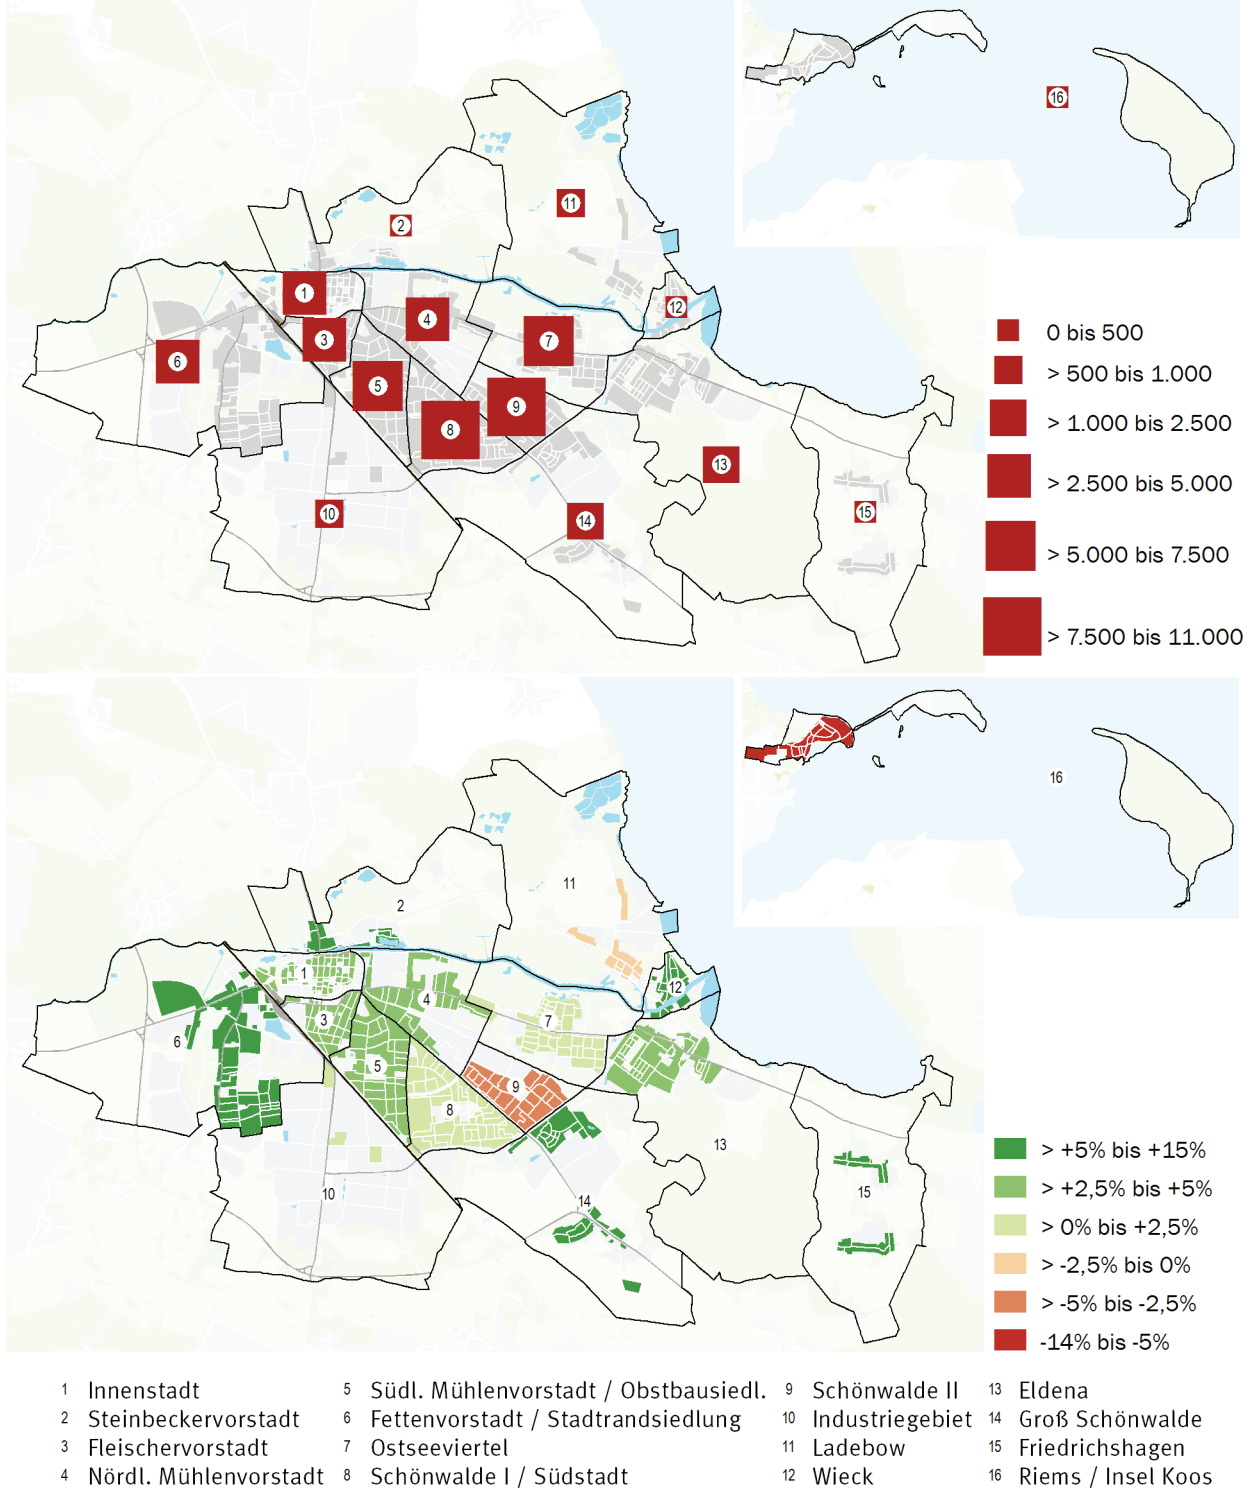 16
11
2
12
1
4
3
7
6
5
9
8
13
10
14
15
0 bis 500
> 500 bis 1.000
> 1.000 bis 2.500
> 2.500 bis 5.000
> 5.000 bis 7.500
> 7.500 bis 11.000
16
11
2
1
12
4
3
7
6
5
9
8
13
10
14
15
> +5% bis +15%
> +2,5% bis +5%
> 0% bis +2,5%
> -2,5% bis 0%
> -5% bis -2,5%
-14% bis -5%
1 Innenstadt
2 Steinbeckervorstadt
3 Fleischervorstadt
4 Nördl. Mühlenvorstadt
5 Südl. Mühlenvorstadt / Obstbausiedl.
6 Fettenvorstadt / Stadtrandsiedlung
7 Ostseeviertel
8 Schönwalde I / Südstadt
9 Schönwalde II
10 Industriegebiet
11 Ladebow
12 Wieck
13 Eldena
14 Groß Schönwalde
15 Friedrichshagen
16 Riems / Insel Koos